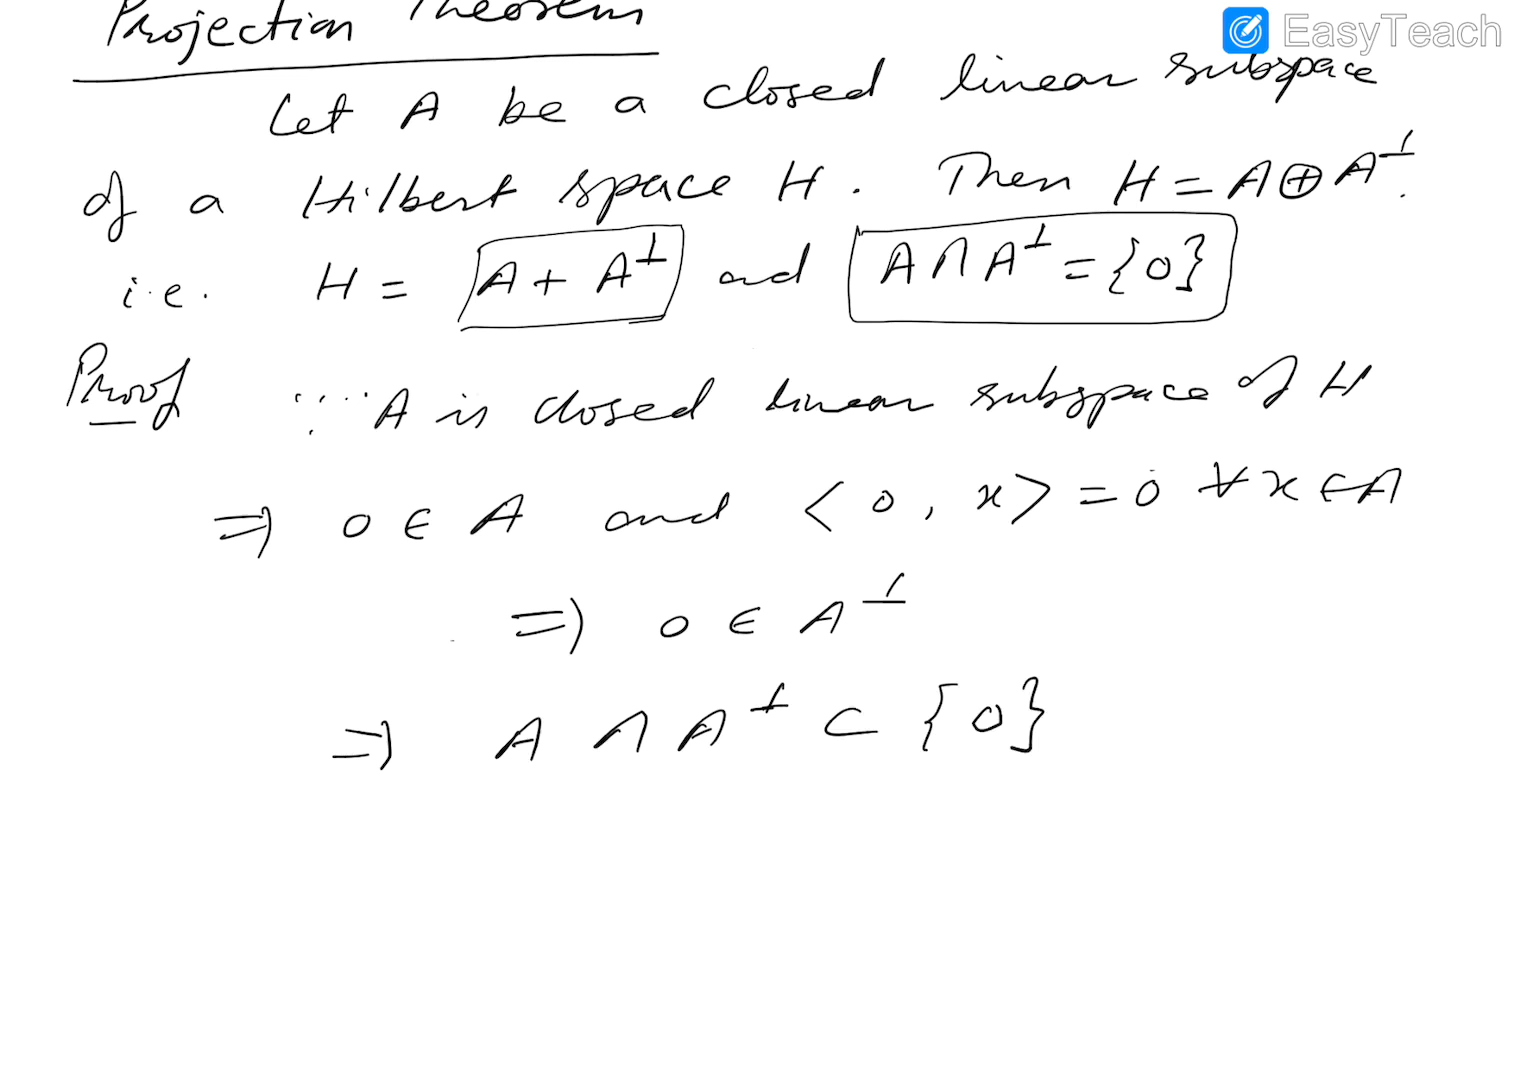 Projection Theorem
EasyTeach
Let A be a closed linear subspace
of a Hilbert space H. Then H = A ⊕ A^⊥.
i.e. H = A + A^⊥ and A ∩ A^⊥ = {0}
Proof ∵ A is closed linear subspace of H
⇒ 0 ∈ A and <0, x> = 0 ∀ x ∈ A
⇒ 0 ∈ A^⊥
⇒ A ∩ A^⊥ ⊂ {0}